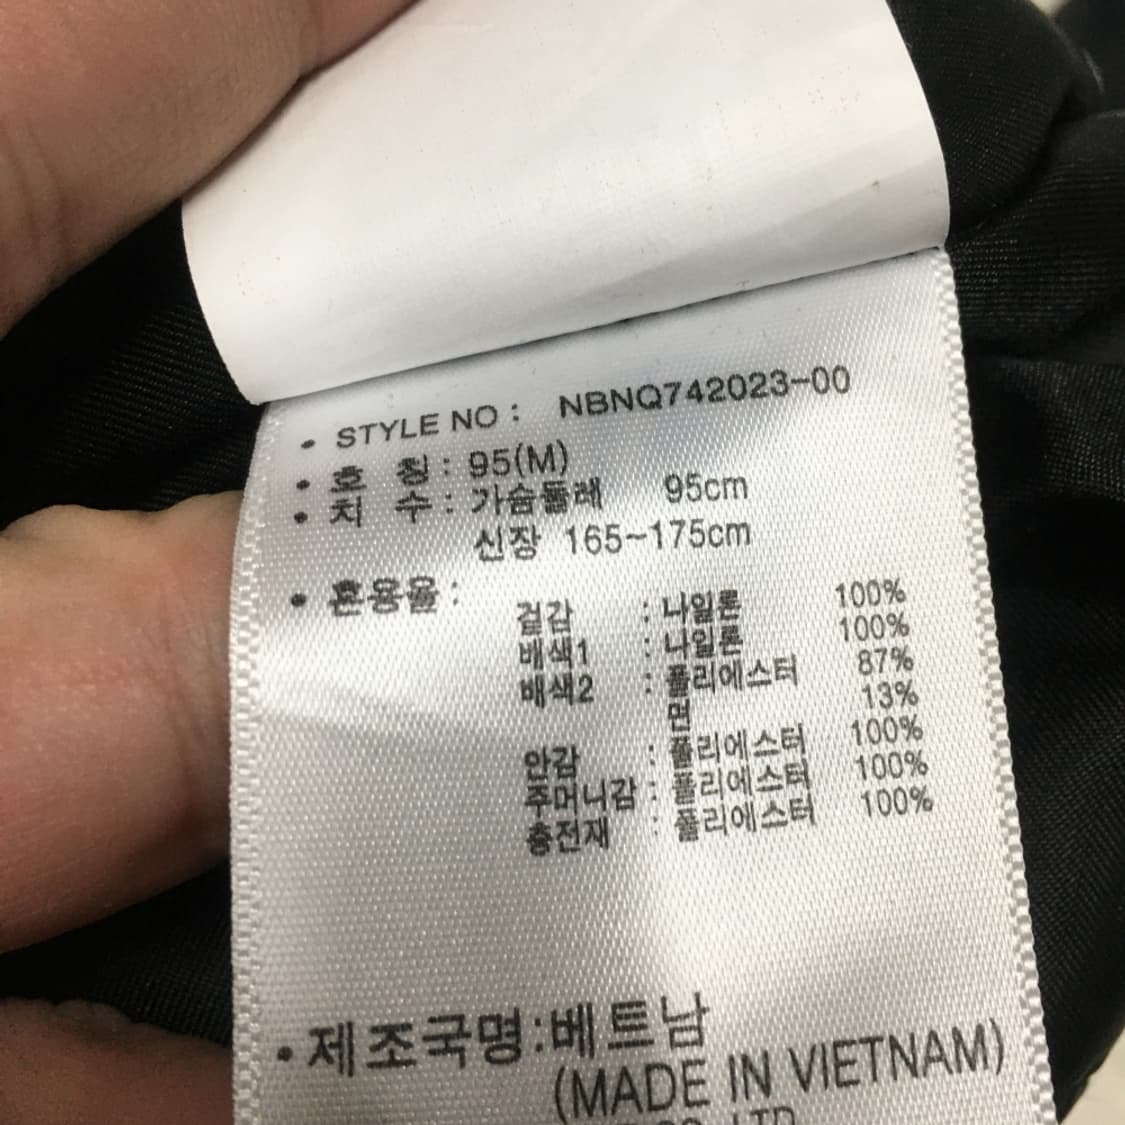 • STYLE NO : NBNQ742023-00
• 호 칭 : 95(M)
• 치 수 : 가슴둘레 95cm
신장 165~175cm
• 혼용율 :
겉감 : 나일론 100%
배색1 : 나일론 100%
배색2 : 폴리에스터 87%
면 13%
안감 : 폴리에스터 100%
주머니감 : 폴리에스터 100%
충전재 : 폴리에스터 100%
• 제조국명 : 베트남
(MADE IN VIETNAM)
LTD